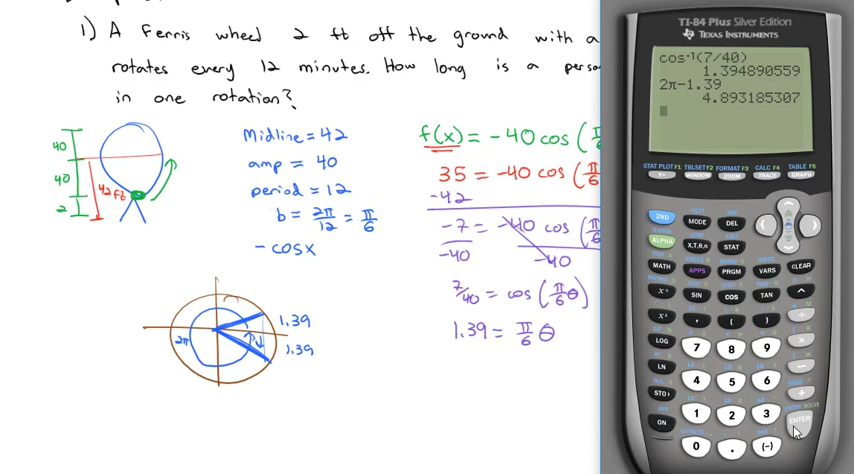 1) A Ferris wheel 2 ft off the ground with a
rotates every 12 minutes. How long is a
in one rotation?
40
40
2
42ft
Midline = 42
amp = 40
period = 12
b = 2π/12 = π/6
- cosx
f(x) = -40 cos (π/6
35 = -40 cos (π/6
-42
-7 = -40 cos (π/6
-40 -40
7/40 = cos (π/6 θ)
1.39 = π/6 θ
2π
1.39
1.39
TI-84 Plus Silver Edition
TEXAS INSTRUMENTS
cos⁻¹(7/40)
1.394890559
2π-1.39
4.893185307
STAT PLOT F1 TBLSET F2 FORMAT F3 CALC F4 TABLE F5
Y= WINDOW ZOOM TRACE GRAPH
2ND MODE DEL
ALPHA X,T,θ,n STAT
MATH APPS PRGM VARS CLEAR
x⁻¹ SIN COS TAN ^
x² , ( ) ÷
LOG 7 8 9 ×
LN 4 5 6 −
STO› 1 2 3 +
ON 0 . (-) ENTER